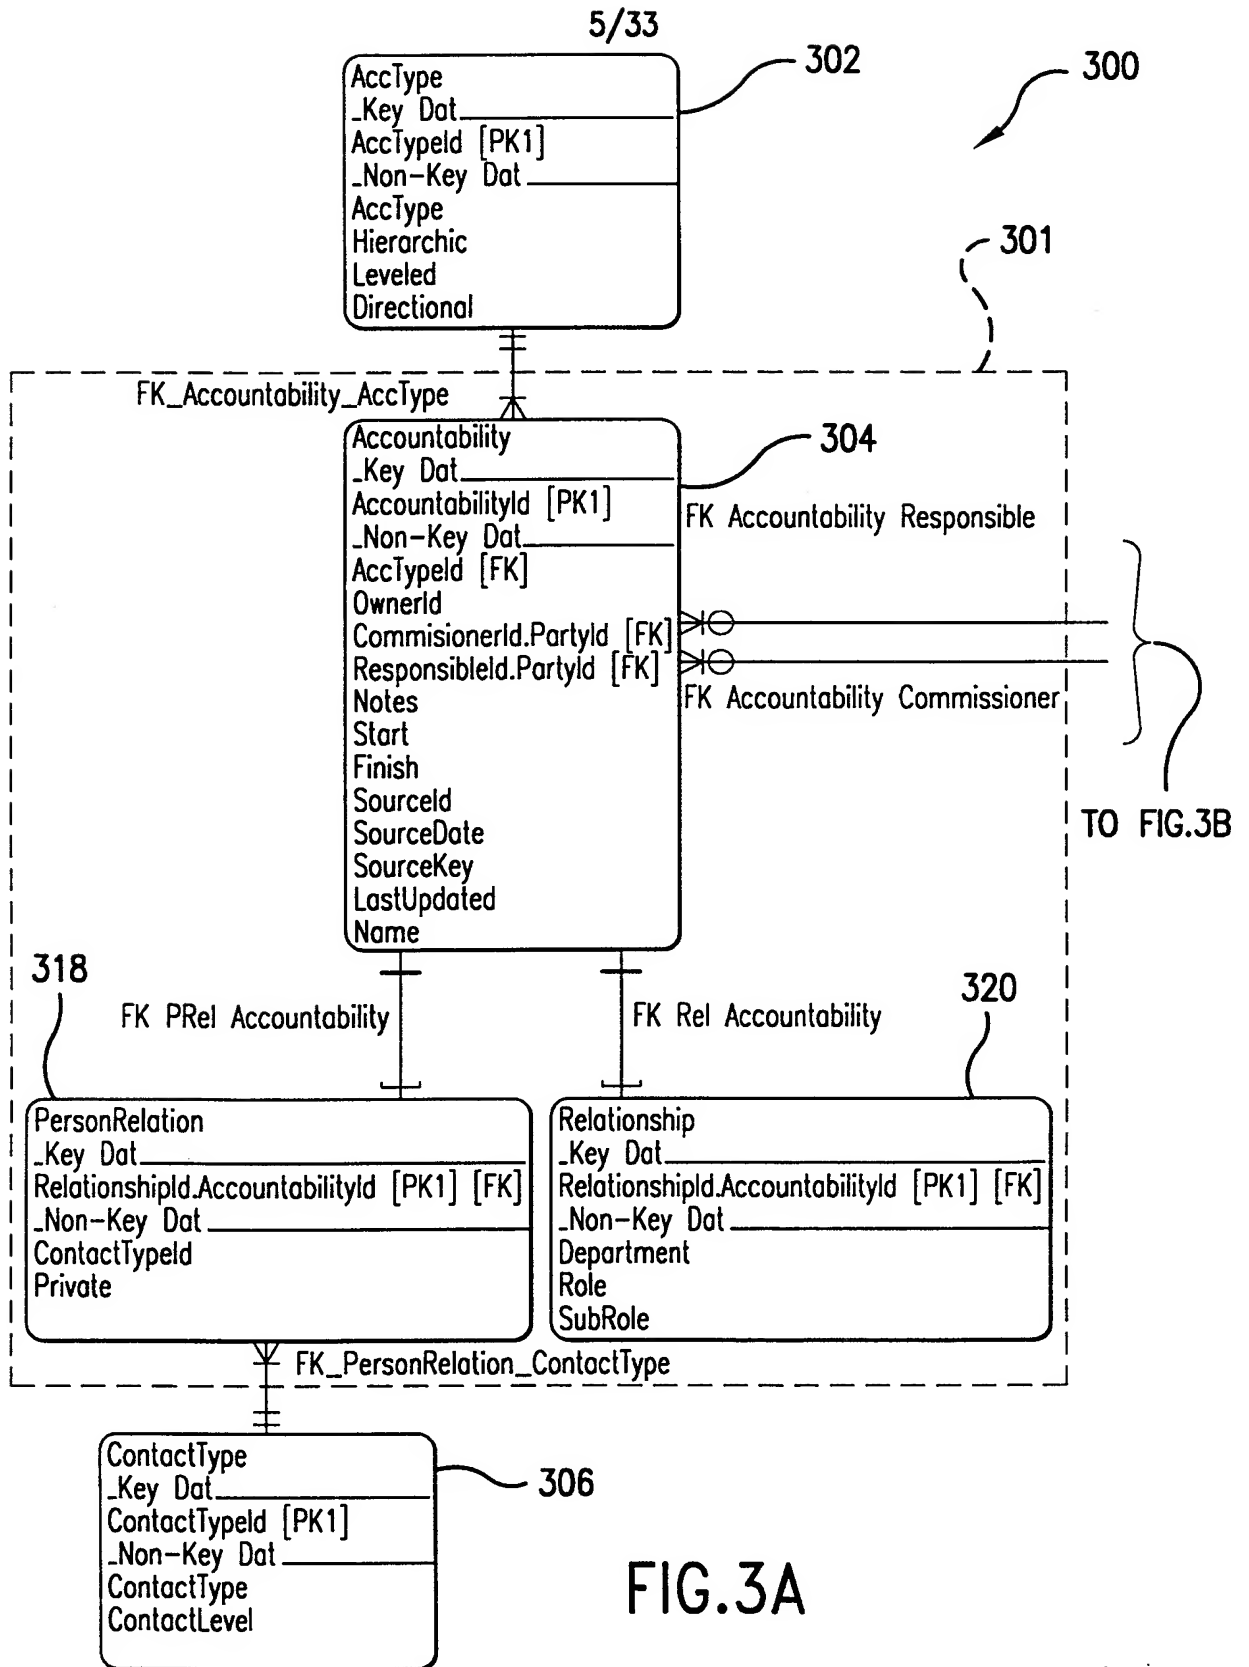 5/33
302
300
AccType
_Key Dat
AccTypeId [PK1]
_Non-Key Dat
AccType
Hierarchic
Leveled
Directional
301
FK_Accountability_AccType
304
Accountability
_Key Dat
AccountabilityId [PK1]
_Non-Key Dat
AccTypeId [FK]
OwnerId
CommisionerId.PartyId [FK]
ResponsibleId.PartyId [FK]
Notes
Start
Finish
SourceId
SourceDate
SourceKey
LastUpdated
Name
FK Accountability Responsible
FK Accountability Commissioner
TO FIG.3B
318
FK PRel Accountability
FK Rel Accountability
320
PersonRelation
_Key Dat
RelationshipId.AccountabilityId [PK1] [FK]
_Non-Key Dat
ContactTypeId
Private
Relationship
_Key Dat
RelationshipId.AccountabilityId [PK1] [FK]
_Non-Key Dat
Department
Role
SubRole
FK_PersonRelation_ContactType
306
ContactType
_Key Dat
ContactTypeId [PK1]
_Non-Key Dat
ContactType
ContactLevel
FIG.3A